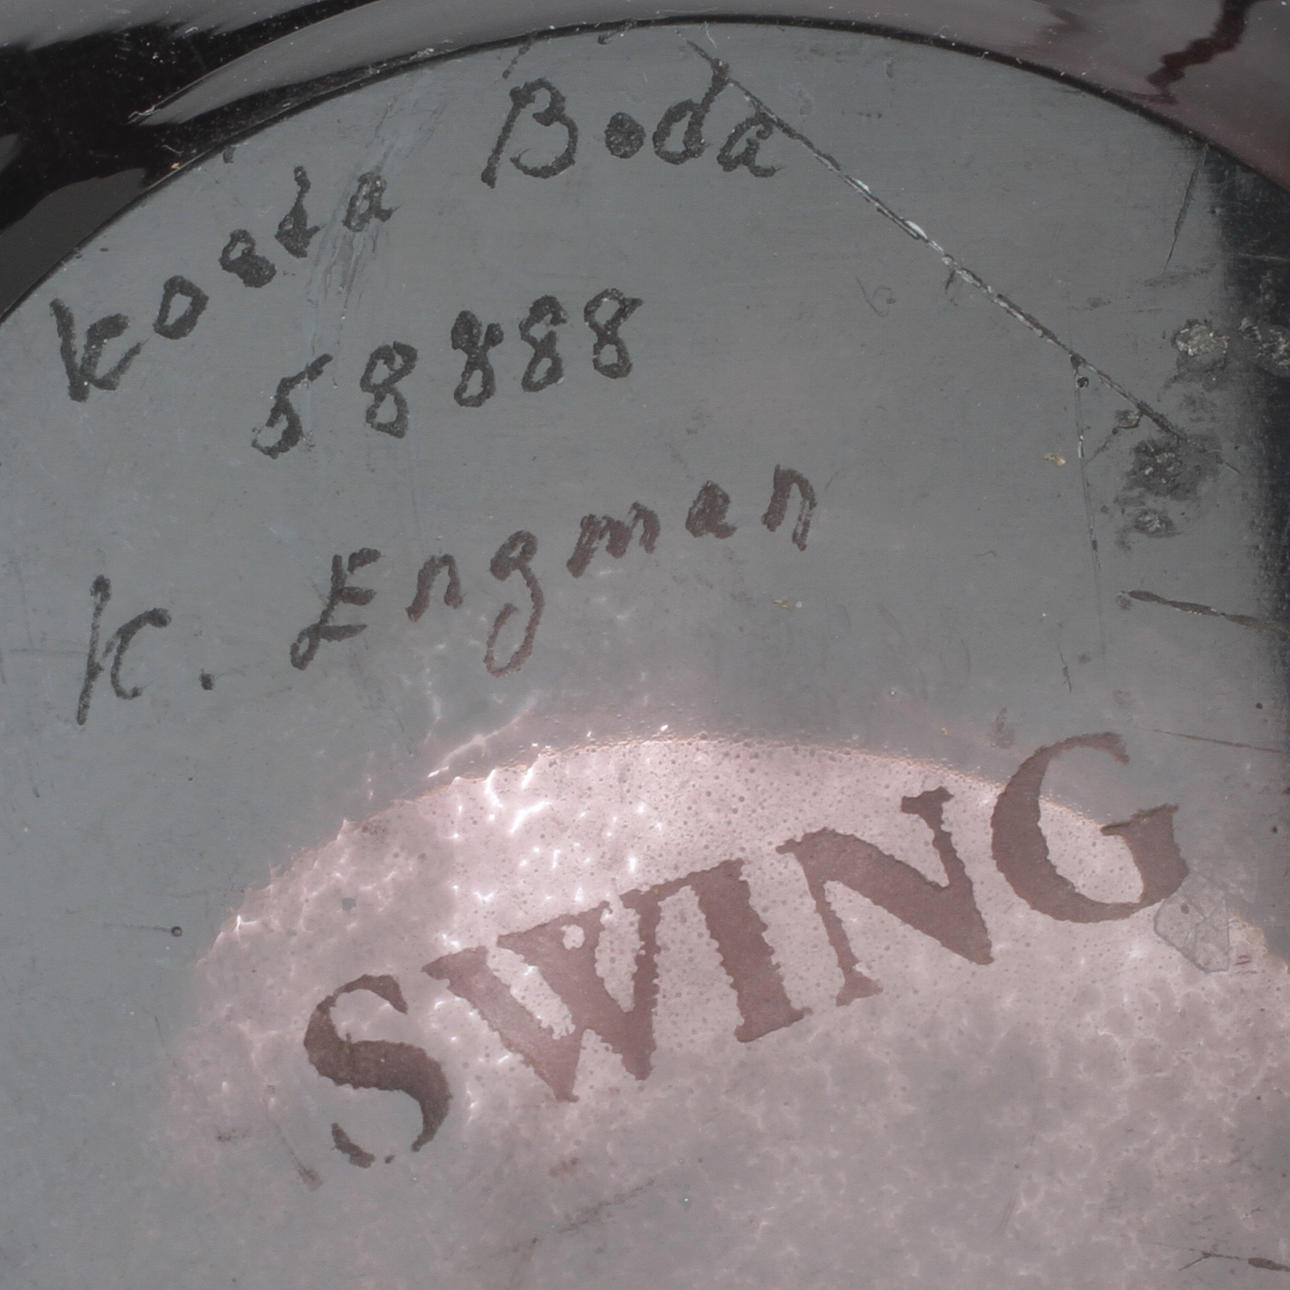 Kosta Boda
58888
K. Engman
SWING